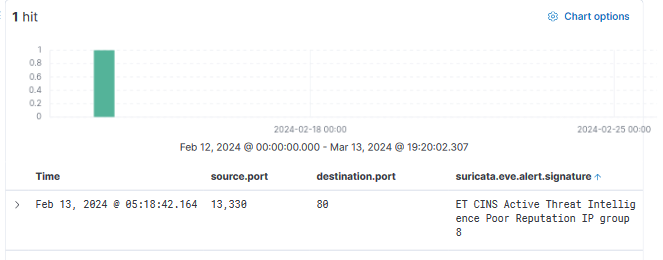 1 hit
Chart options
1
0.8
0.6
0.4
0.2
0
2024-02-18 00:00
2024-02-25 00:00
Feb 12, 2024 @ 00:00:00.000 - Mar 13, 2024 @ 19:20:02.307
Time source.port destination.port suricata.eve.alert.signature ↑
Feb 13, 2024 @ 05:18:42.164 13,330 80 ET CINS Active Threat Intellig
ence Poor Reputation IP group
8